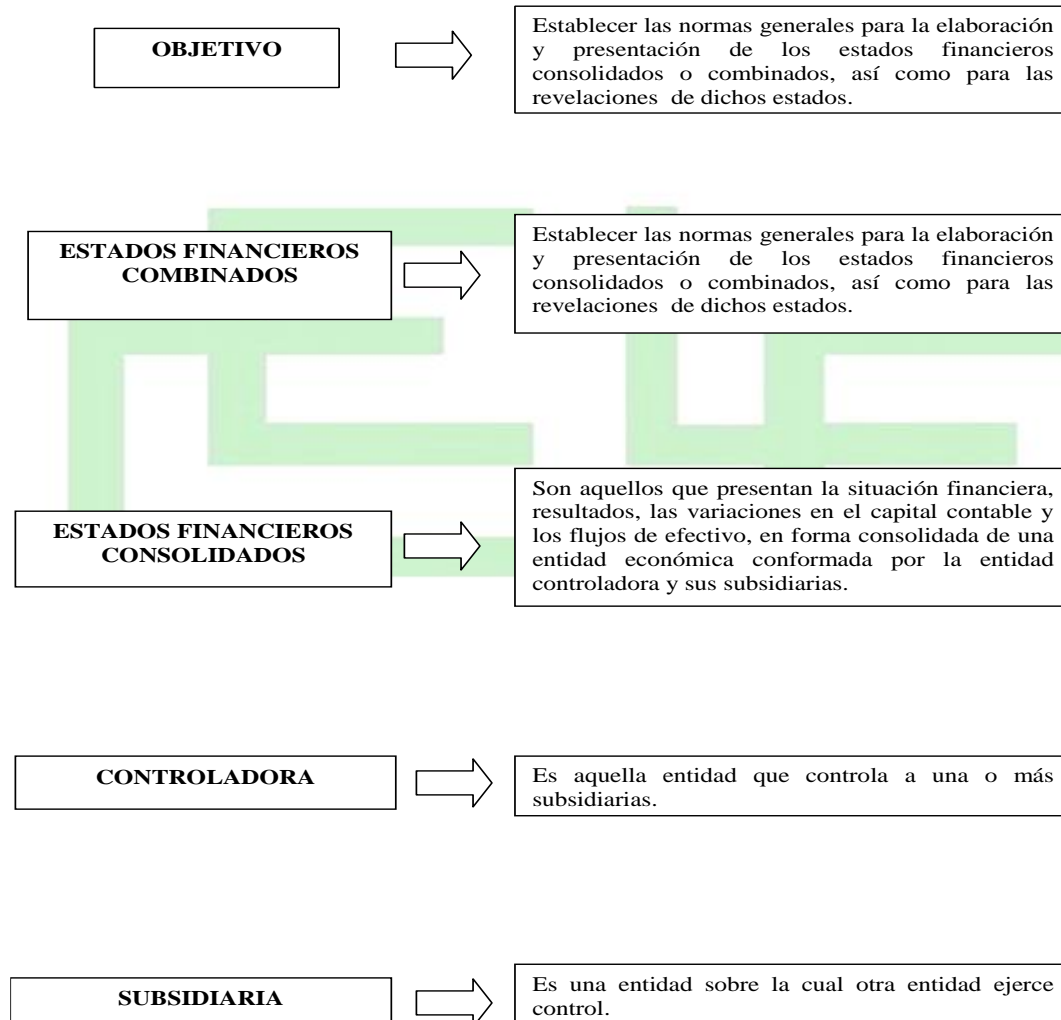 OBJETIVO
Establecer las normas generales para la elaboración
y presentación de los estados financieros
consolidados o combinados, así como para las
revelaciones de dichos estados.
ESTADOS FINANCIEROS
COMBINADOS
Establecer las normas generales para la elaboración
y presentación de los estados financieros
consolidados o combinados, así como para las
revelaciones de dichos estados.
ESTADOS FINANCIEROS
CONSOLIDADOS
Son aquellos que presentan la situación financiera,
resultados, las variaciones en el capital contable y
los flujos de efectivo, en forma consolidada de una
entidad económica conformada por la entidad
controladora y sus subsidiarias.
CONTROLADORA
Es aquella entidad que controla a una o más
subsidiarias.
SUBSIDIARIA
Es una entidad sobre la cual otra entidad ejerce
control.